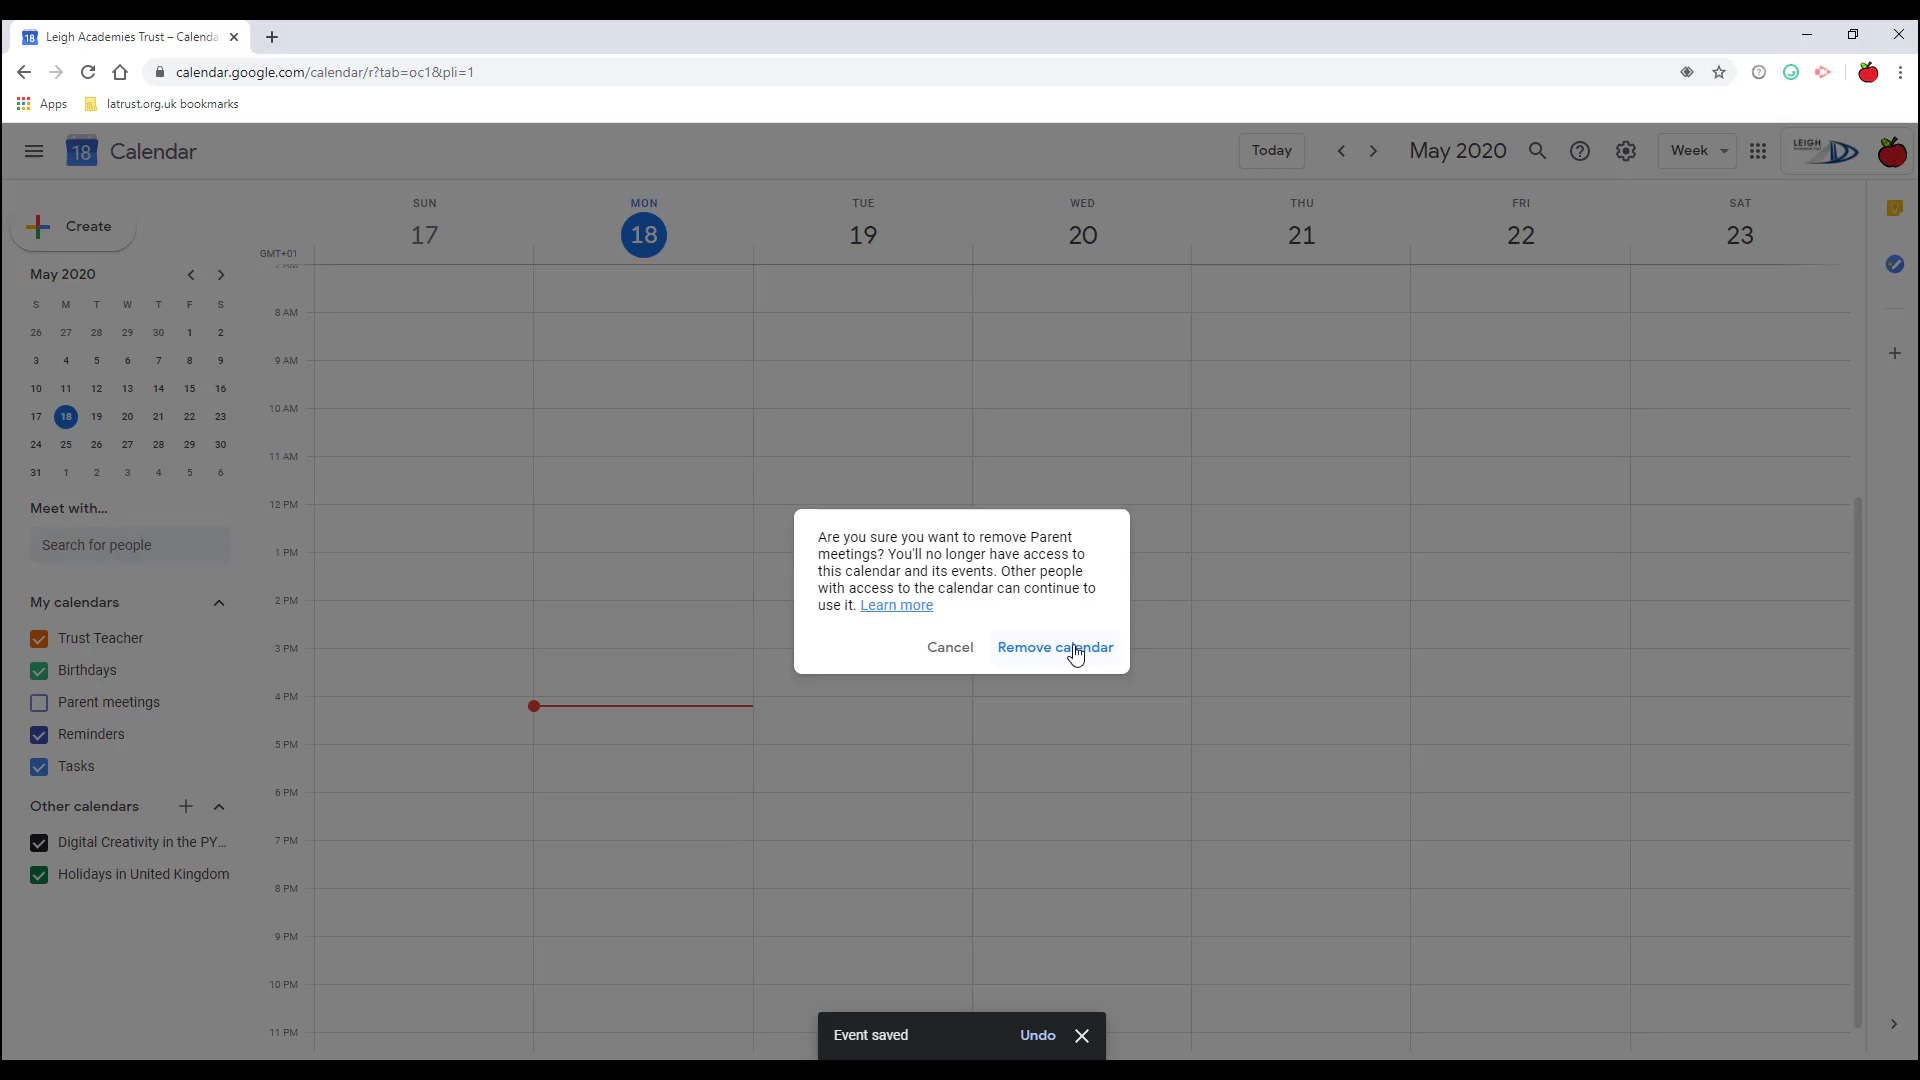 Leigh Academies Trust – Calenda
calendar.google.com/calendar/r?tab=oc1&pli=1
Apps latrust.org.uk bookmarks
18 Calendar Today May 2020 Week LEIGH
Create
May 2020
S M T W T F S
26 27 28 29 30 1 2
3 4 5 6 7 8 9
10 11 12 13 14 15 16
17 18 19 20 21 22 23
24 25 26 27 28 29 30
31 1 2 3 4 5 6
Meet with...
Search for people
My calendars
Trust Teacher
Birthdays
Parent meetings
Reminders
Tasks
Other calendars
Digital Creativity in the PY...
Holidays in United Kingdom
SUN MON TUE WED THU FRI SAT
17 18 19 20 21 22 23
GMT+01
7 AM
8 AM
9 AM
10 AM
11 AM
12 PM
1 PM
2 PM
3 PM
4 PM
5 PM
6 PM
7 PM
8 PM
9 PM
10 PM
11 PM
Are you sure you want to remove Parent
meetings? You'll no longer have access to
this calendar and its events. Other people
with access to the calendar can continue to
use it. Learn more
Cancel Remove calendar
Event saved Undo